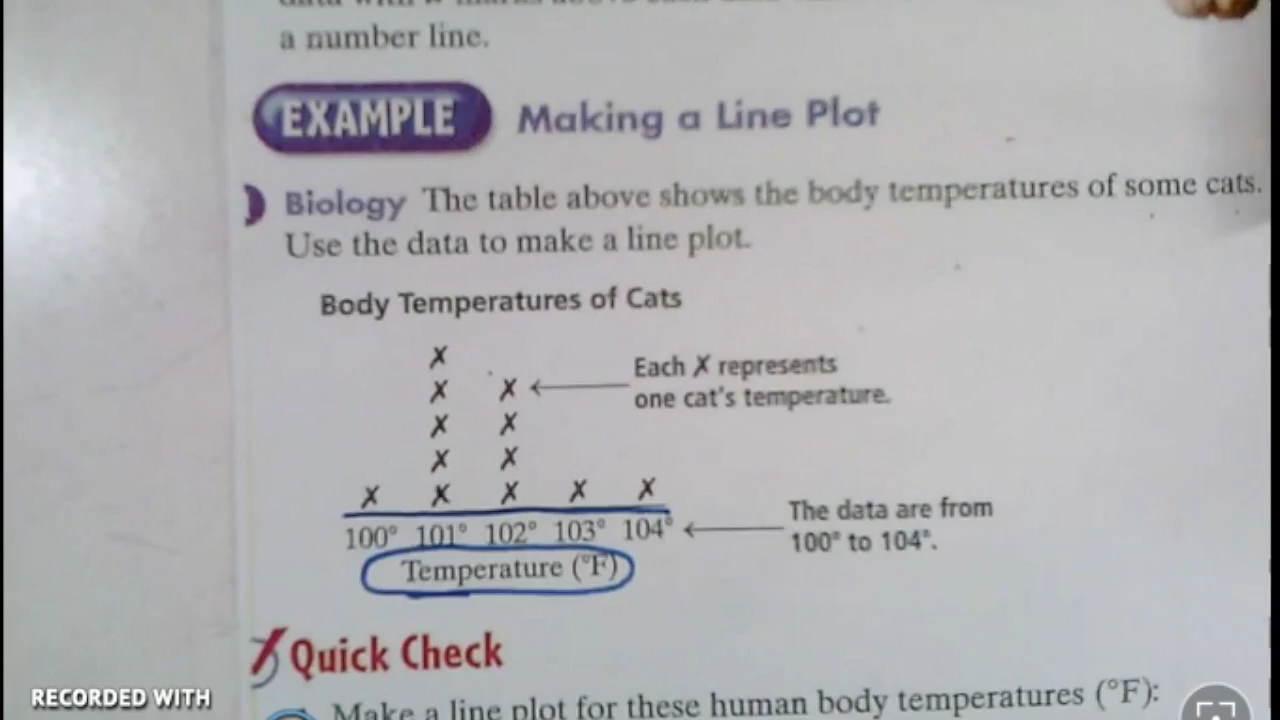 a number line.
EXAMPLE Making a Line Plot
Biology The table above shows the body temperatures of some cats.
Use the data to make a line plot.
Body Temperatures of Cats
X
X X Each X represents
one cat's temperature.
X X
X X
X X X X X
100° 101° 102° 103° 104° The data are from
100° to 104°.
Temperature (°F)
Quick Check
Make a line plot for these human body temperatures (°F):
RECORDED WITH